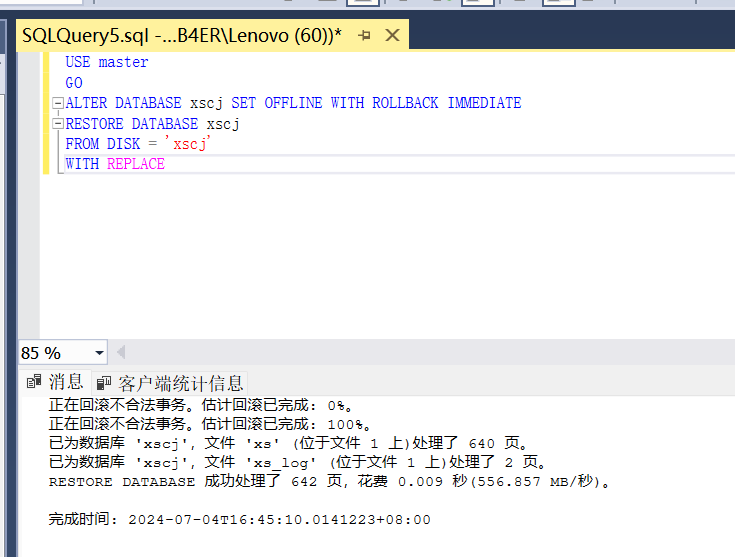 SQLQuery5.sql -...B4ER\Lenovo (60))*
USE master
GO
ALTER DATABASE xscj SET OFFLINE WITH ROLLBACK IMMEDIATE
RESTORE DATABASE xscj
FROM DISK = 'xscj'
WITH REPLACE
85 %
消息 客户端统计信息
正在回滚不合法事务。估计回滚已完成: 0%。
正在回滚不合法事务。估计回滚已完成: 100%。
已为数据库 'xscj', 文件 'xs' (位于文件 1 上)处理了 640 页。
已为数据库 'xscj', 文件 'xs_log' (位于文件 1 上)处理了 2 页。
RESTORE DATABASE 成功处理了 642 页, 花费 0.009 秒(556.857 MB/秒)。
完成时间: 2024-07-04T16:45:10.0141223+08:00